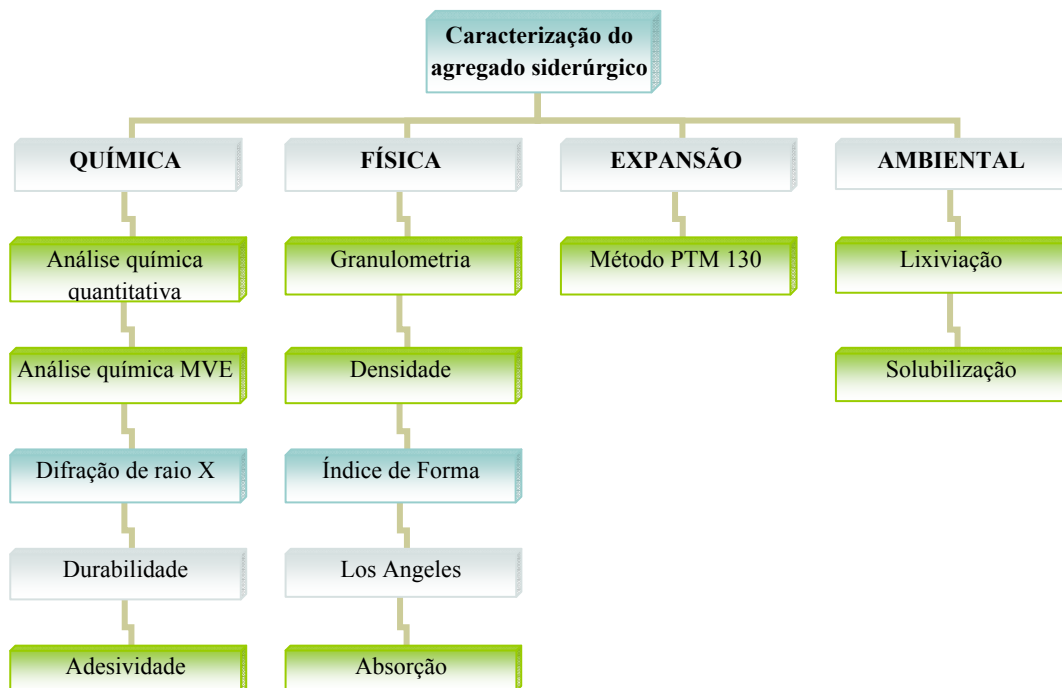 Caracterização do
agregado siderúrgico
QUÍMICA
FÍSICA
EXPANSÃO
AMBIENTAL
Análise química
quantitativa
Granulometria
Método PTM 130
Lixiviação
Análise química MVE
Densidade
Solubilização
Difração de raio X
Índice de Forma
Durabilidade
Los Angeles
Adesividade
Absorção